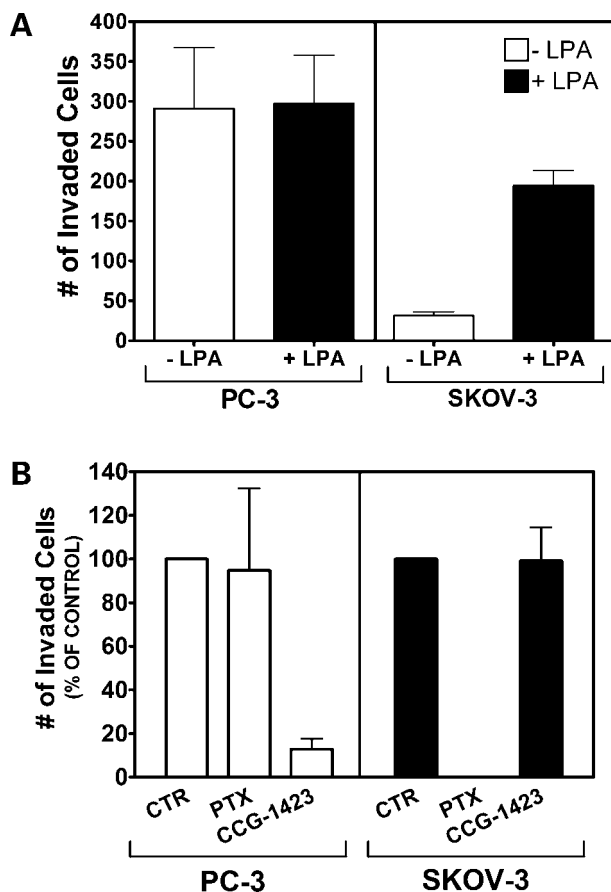 A
# of Invaded Cells
400
350
300
250
200
150
100
50
0
- LPA
+ LPA
- LPA
+ LPA
- LPA
+ LPA
PC-3
SKOV-3
B
# of Invaded Cells
(% OF CONTROL)
140
120
100
80
60
40
20
0
CTR
PTX
CCG-1423
CTR
PTX
CCG-1423
PC-3
SKOV-3